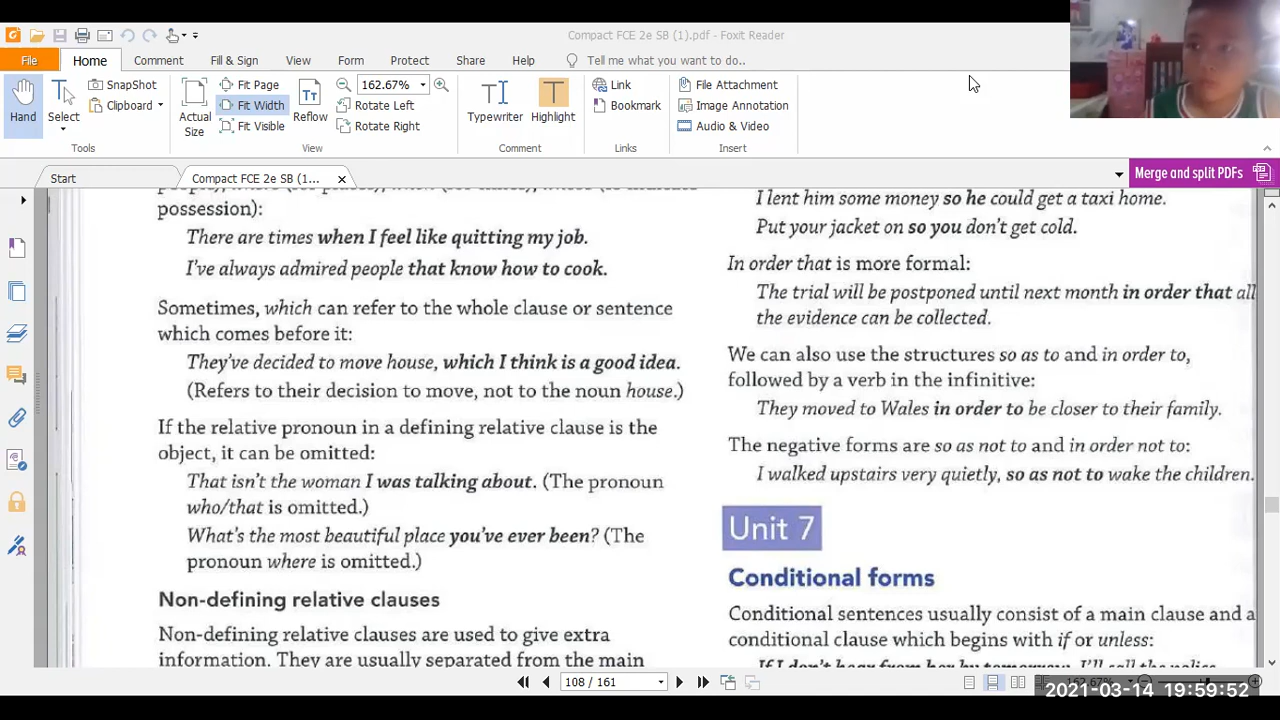 Compact FCE 2e SB (1).pdf - Foxit Reader
File Home Comment Fill & Sign View Form Protect Share Help Tell me what you want to do..
Hand
Select
SnapShot
Clipboard
Tools
Actual Size
Fit Page
Fit Width
Fit Visible
Reflow
162.67%
Rotate Left
Rotate Right
View
Typewriter
Highlight
Comment
Link
Bookmark
Links
File Attachment
Image Annotation
Audio & Video
Insert
Start
Compact FCE 2e SB (1...
Merge and split PDFs
possession):
There are times when I feel like quitting my job.
I've always admired people that know how to cook.
Sometimes, which can refer to the whole clause or sentence
which comes before it:
They've decided to move house, which I think is a good idea.
(Refers to their decision to move, not to the noun house.)
If the relative pronoun in a defining relative clause is the
object, it can be omitted:
That isn't the woman I was talking about. (The pronoun
who/that is omitted.)
What's the most beautiful place you've ever been? (The
pronoun where is omitted.)
Non-defining relative clauses
Non-defining relative clauses are used to give extra
information. They are usually separated from the main
I lent him some money so he could get a taxi home.
Put your jacket on so you don't get cold.
In order that is more formal:
The trial will be postponed until next month in order that all
the evidence can be collected.
We can also use the structures so as to and in order to,
followed by a verb in the infinitive:
They moved to Wales in order to be closer to their family.
The negative forms are so as not to and in order not to:
I walked upstairs very quietly, so as not to wake the children.
Unit 7
Conditional forms
Conditional sentences usually consist of a main clause and a
conditional clause which begins with if or unless:
If I don't hear from her by tomorrow, I'll call the police
108 / 161
162.67%
2021-03-14 19:59:52